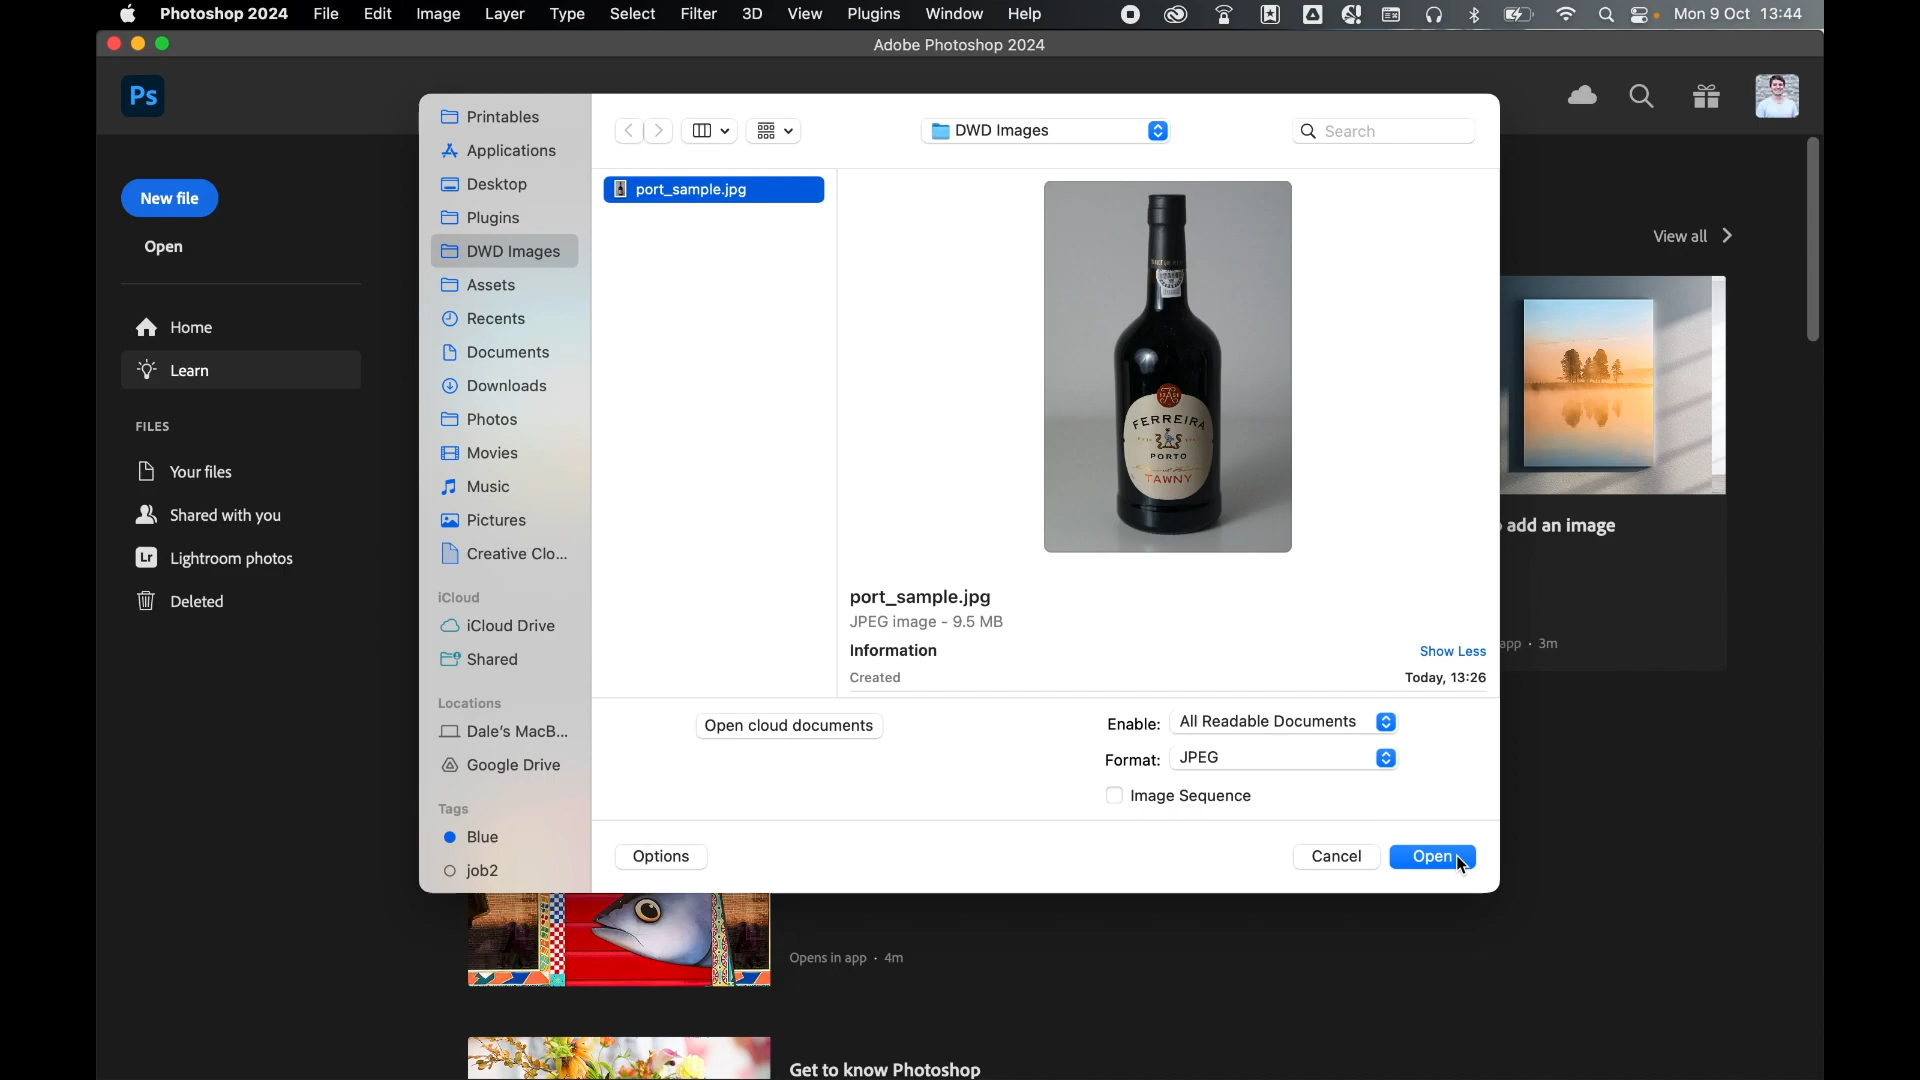 Photoshop 2024 File Edit Image Layer Type Select Filter 3D View Plugins Window Help Mon 9 Oct 13:44
Adobe Photoshop 2024
Ps
New file
Open
Home
Learn
FILES
Your files
Shared with you
Lr Lightroom photos
Deleted
Printables
Applications
Desktop
Plugins
DWD Images
Assets
Recents
Documents
Downloads
Photos
Movies
Music
Pictures
Creative Clo...
iCloud
iCloud Drive
Shared
Locations
Dale's MacB...
Google Drive
Tags
Blue
job2
DWD Images
Search
port_sample.jpg
FERREIRA
PORTO
TAWNY
port_sample.jpg
JPEG image - 9.5 MB
Information Show Less
Created Today, 13:26
Open cloud documents
Enable: All Readable Documents
Format: JPEG
Image Sequence
Options
Cancel Open
View all
add an image
app · 3m
Opens in app · 4m
Get to know Photoshop